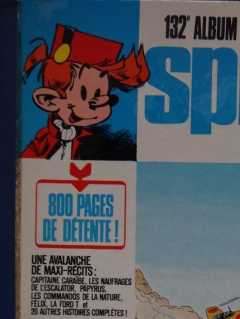 132e ALBUM
sp
800 PAGES
DE DÉTENTE !
UNE AVALANCHE
DE MAXI-RÉCITS :
CAPITAINE CARAÏBE, LES NAUFRAGÉS
DE L'ESCALATOR, PAPYRUS,
LES COMMANDOS DE LA NATURE,
FÉLIX, LA FORD T et
20 AUTRES HISTOIRES COMPLÈTES !